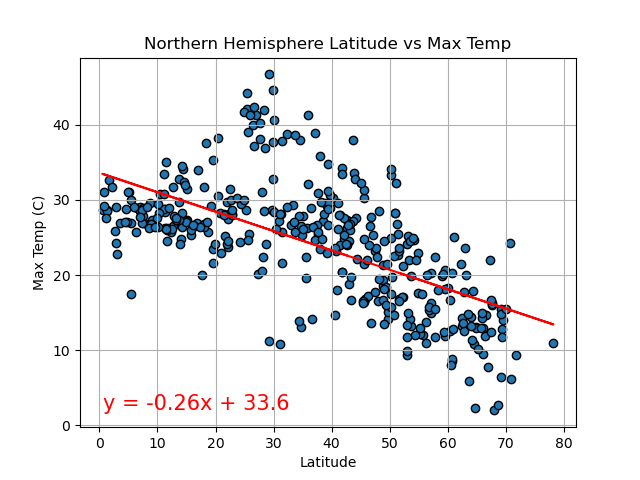 Northern Hemisphere Latitude vs Max Temp
Max Temp (C)
40
30
20
10
0
y = -0.26x + 33.6
0 10 20 30 40 50 60 70 80
Latitude